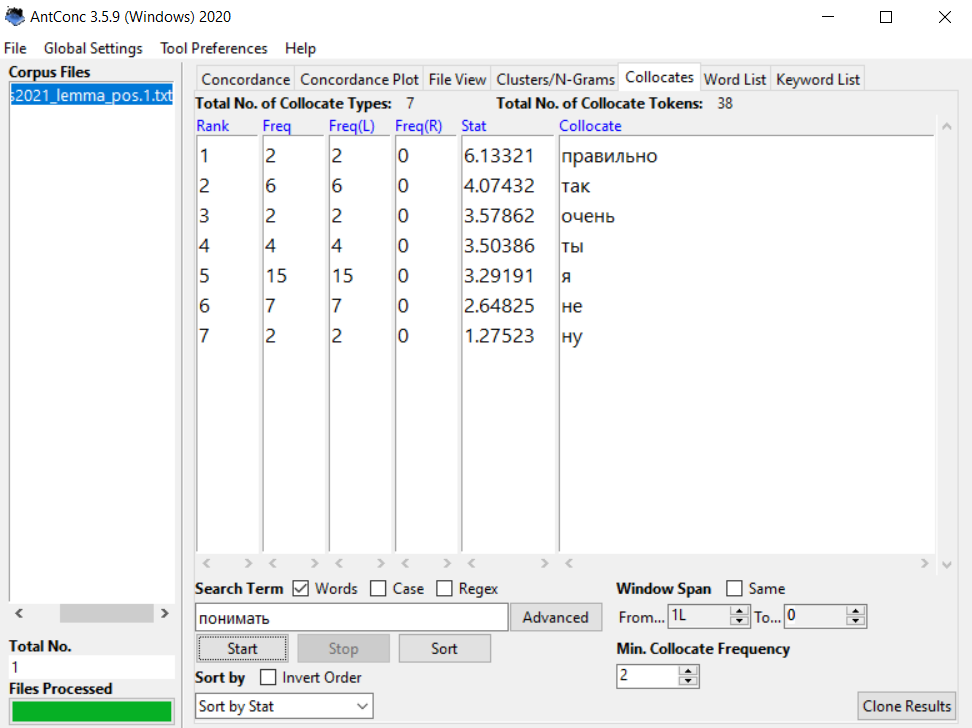 AntConc 3.5.9 (Windows) 2020
File Global Settings Tool Preferences Help
Corpus Files
s2021_lemma_pos.1.txt
Concordance Concordance Plot File View Clusters/N-Grams Collocates Word List Keyword List
Total No. of Collocate Types: 7 Total No. of Collocate Tokens: 38
Rank Freq Freq(L) Freq(R) Stat Collocate
1 2 2 0 6.13321 правильно
2 6 6 0 4.07432 так
3 2 2 0 3.57862 очень
4 4 4 0 3.50386 ты
5 15 15 0 3.29191 я
6 7 7 0 2.64825 не
7 2 2 0 1.27523 ну
Search Term Words Case Regex Window Span Same
понимать Advanced From... 1L To... 0
Start Stop Sort Min. Collocate Frequency
Sort by Invert Order 2
Sort by Stat Clone Results
Total No.
1
Files Processed